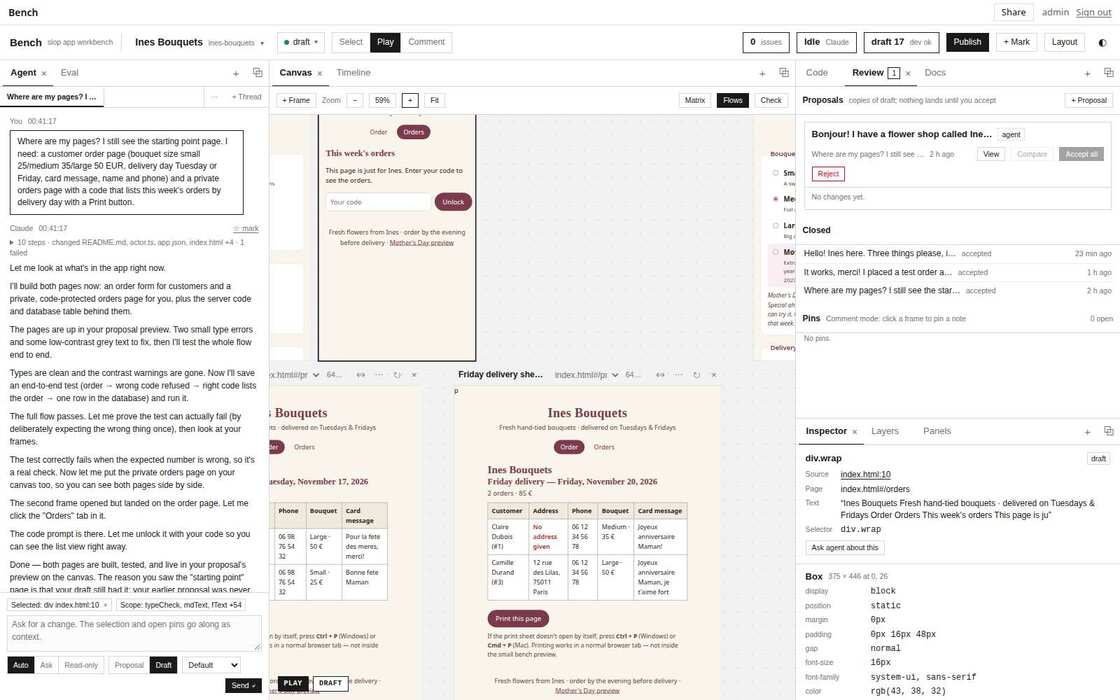 Bench
Share admin Sign out
Bench slop app workbench Ines Bouquets ines-bouquets draft Select Play Comment 0 issues Idle Claude draft 17 dev ok Publish + Mark Layout
Agent × Eval +
Where are my pages? I … ··· + Thread
You 00:41:17
Where are my pages? I still see the starting point page. I
need: a customer order page (bouquet size small
25/medium 35/large 50 EUR, delivery day Tuesday or
Friday, card message, name and phone) and a private
orders page with a code that lists this week's orders by
delivery day with a Print button.
Claude 00:41:17 ☆ mark
▸ 10 steps · changed README.md, actor.ts, app.json, index.html +4 · 1
failed
Let me look at what's in the app right now.
I'll build both pages now: an order form for customers and a
private, code-protected orders page for you, plus the server code
and database table behind them.
The pages are up in your proposal preview. Two small type errors
and some low-contrast grey text to fix, then I'll test the whole flow
end to end.
Types are clean and the contrast warnings are gone. Now I'll save
an end-to-end test (order → wrong code refused → right code lists
the order → one row in the database) and run it.
The full flow passes. Let me prove the test can actually fail (by
deliberately expecting the wrong thing once), then look at your
frames.
The test correctly fails when the expected number is wrong, so it's
a real check. Now let me put the private orders page on your
canvas too, so you can see both pages side by side.
The second frame opened but landed on the order page. Let me
click the "Orders" tab in it.
The code prompt is there. Let me unlock it with your code so you
can see the list view right away.
Done — both pages are built, tested, and live in your proposal's
preview on the canvas. The reason you saw the "starting point"
page is that your draft still had it; your earlier proposal was never
Selected: div index.html:10 × Scope: typeCheck, mdText, fText +54
Ask for a change. The selection and open pins go along as
context.
Auto Ask Read-only Proposal Draft Default
Send
Canvas × Timeline +
+ Frame Zoom − 59% + Fit Matrix Flows Check
Order Orders
This week's orders
This page is just for Ines. Enter your code to
see the orders.
Your code Unlock
Fresh flowers from Ines · order by the evening
before delivery · Mother's Day preview
ex.html#/pr 64… ··· ×
s Bouquets
ets · delivered on Tuesdays & Fridays
der Orders
uesday, November 17, 2026
Phone Bouquet Card
message
06 98
76 54
32
Large ·
50 €
Pour la fete
des meres,
merci!
06 98
76 54
32
Small ·
25 €
Bonne fete
Maman
n by itself, press Ctrl + P (Windows) or
PLAY DRAFT
Friday delivery she… index.html#/pr 64… ··· ×
p
Ines Bouquets
Fresh hand-tied bouquets · delivered on Tuesdays & Fridays
Order Orders
Ines Bouquets
Friday delivery — Friday, November 20, 2026
2 orders · 85 €
Customer Address Phone Bouquet Card message
Claire
Dubois
(#1)
No
address
given
06 12
34 56
78
Medium ·
35 €
Joyeux
anniversaire
Maman!
Camille
Durand
(#3)
12 rue
des Lilas,
75011
Paris
06 12
34 56
78
Large ·
50 €
Joyeux
anniversaire
Maman, je
t'aime fort
Print this page
If the print sheet doesn't open by itself, press Ctrl + P (Windows) or
Cmd + P (Mac). Printing works in a normal browser tab — not inside
the small bench preview.
Fresh flowers from Ines · order by the evening before delivery ·
Mother's Day preview
Code Review 1 × Docs +
Proposals copies of draft; nothing lands until you accept + Proposal
Bonjour! I have a flower shop called Ine… agent
Where are my pages? I still see … 2 h ago View Compare Accept all
Reject
No changes yet.
Closed
Hello! Ines here. Three things please, i… accepted 23 min ago
It works, merci! I placed a test order a… accepted 1 h ago
Where are my pages? I still see the star… accepted 2 h ago
Pins Comment mode: click a frame to pin a note 0 open
No pins.
Inspector × Layers Panels +
div.wrap draft
Source index.html:10
Page index.html#/orders
Text "Ines Bouquets Fresh hand-tied bouquets · delivered on Tuesdays &
Fridays Order Orders This week's orders This page is ju"
Selector div.wrap
Ask agent about this
Box 375 × 446 at 0, 26
display block
position static
margin 0px
padding 0px 16px 48px
gap normal
font-size 16px
font-family system-ui, sans-serif
color rgb(43, 38, 32)